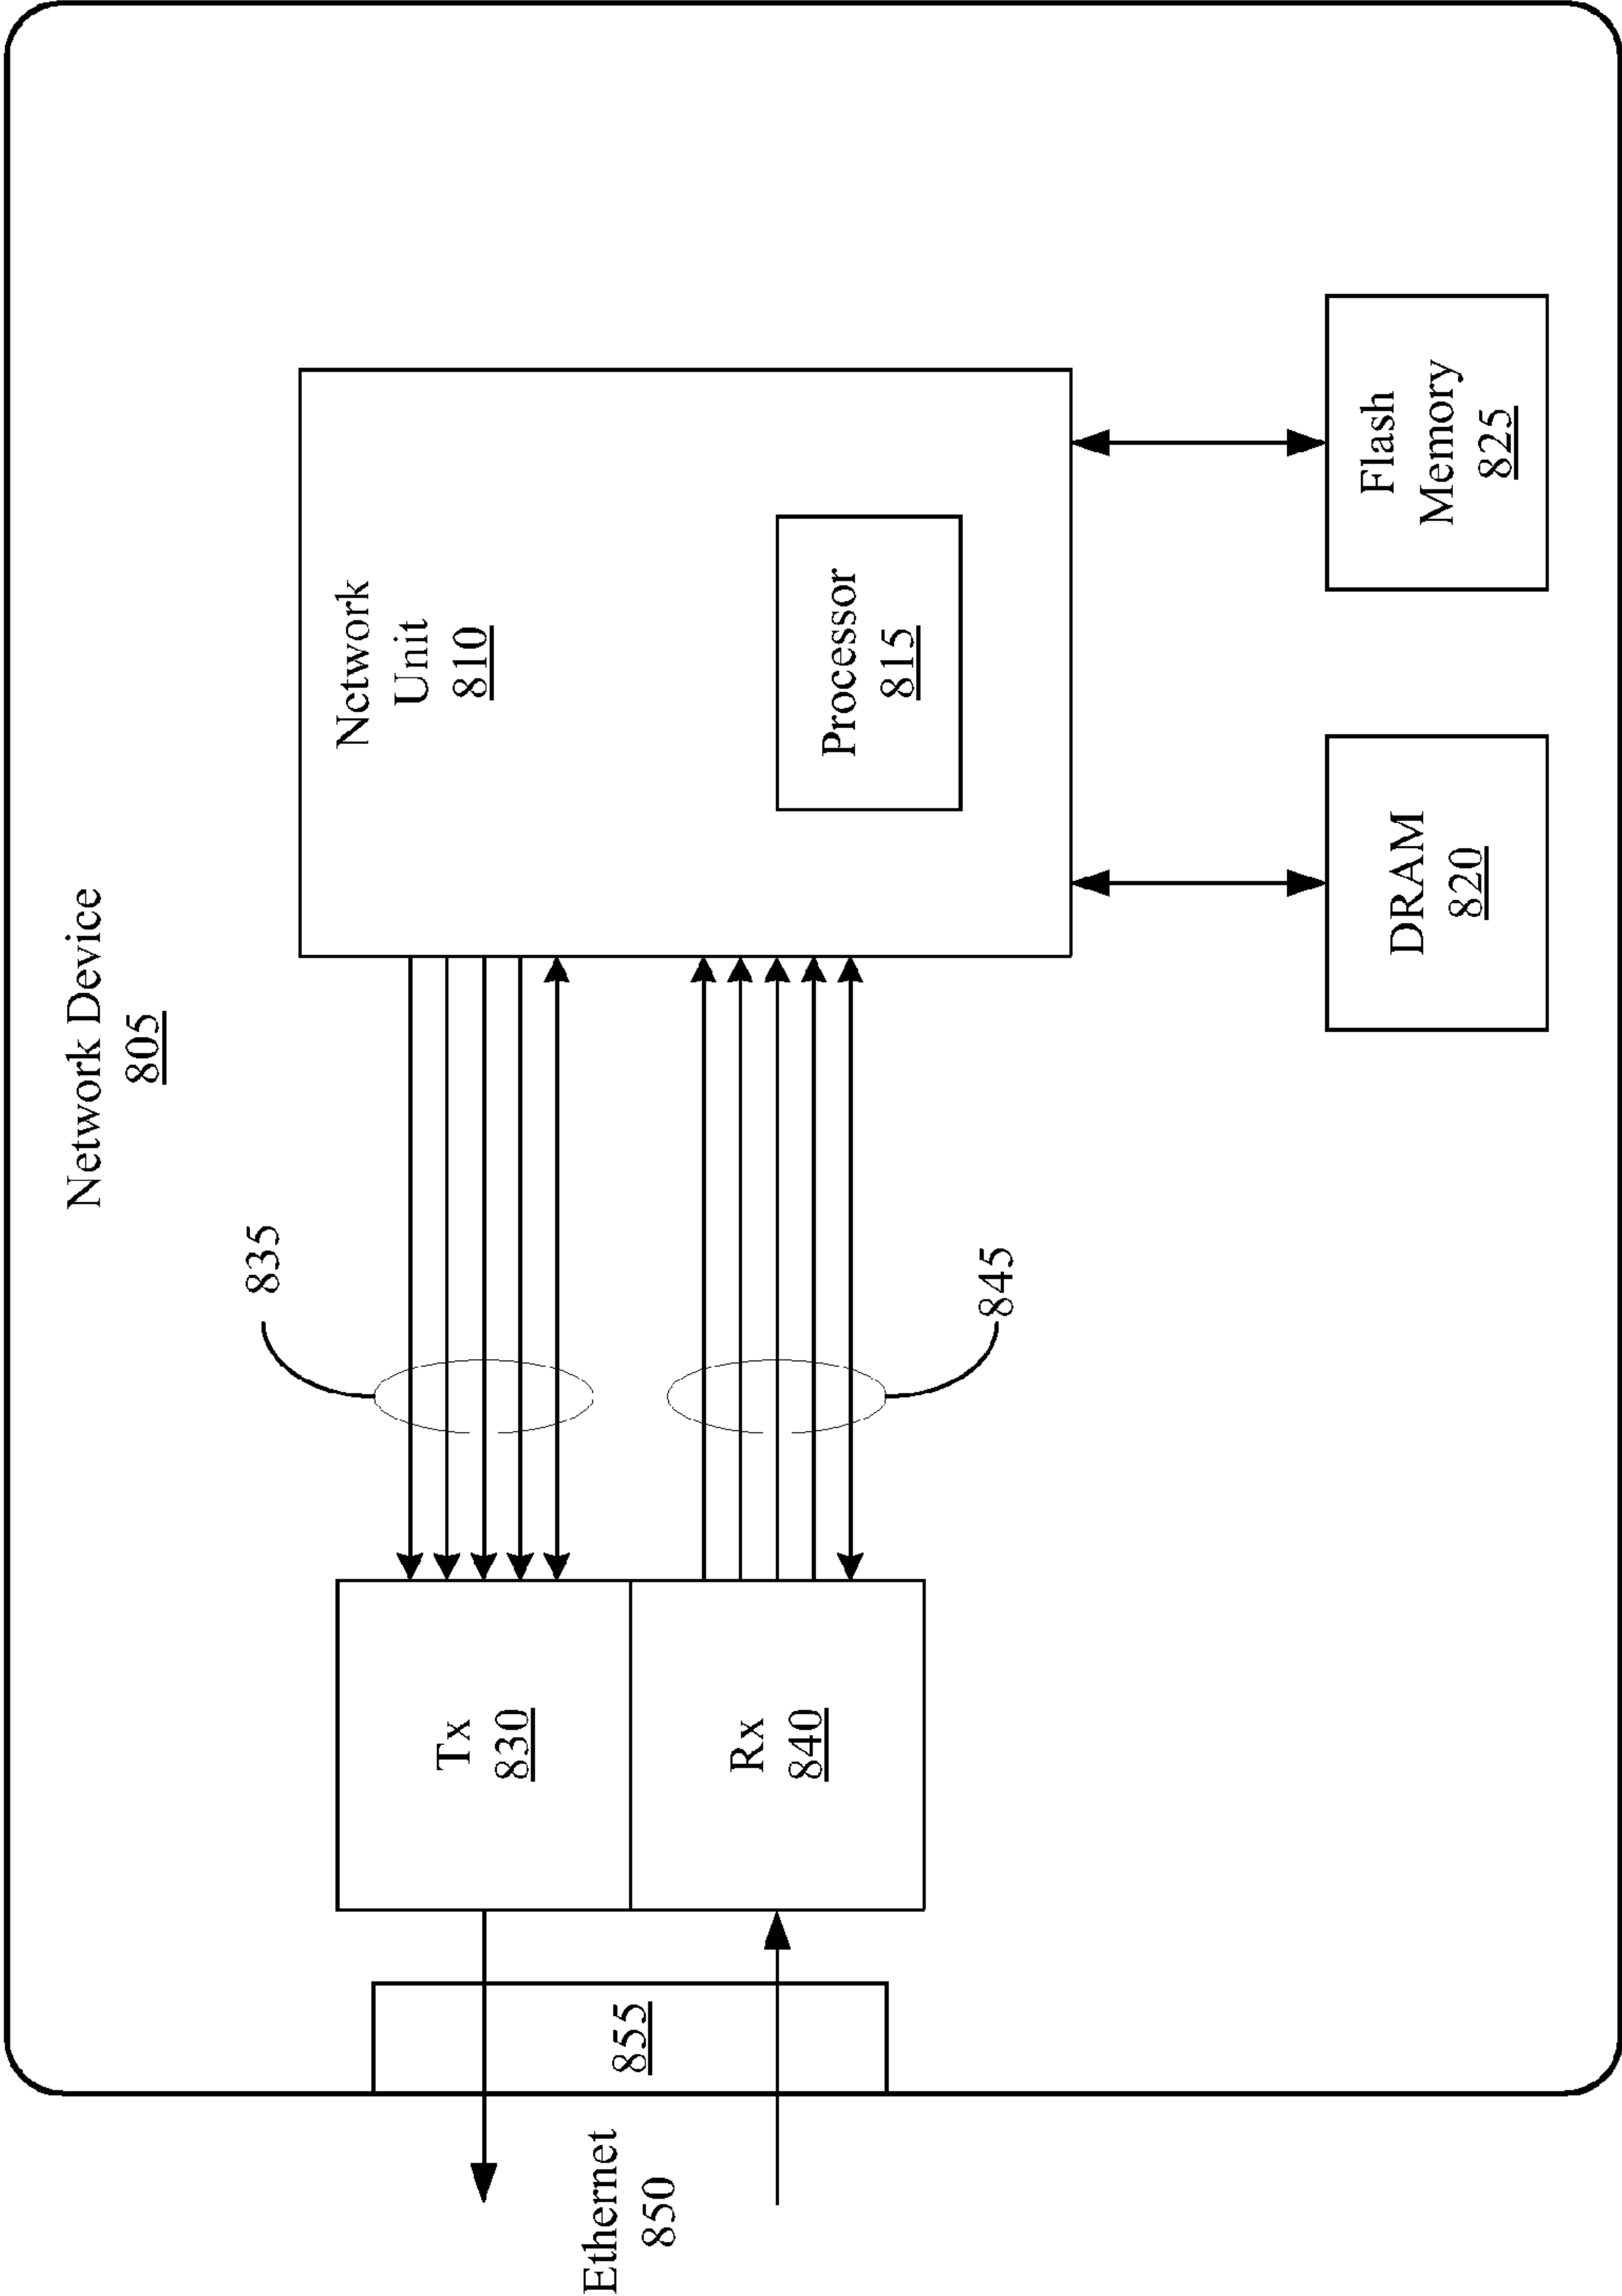 Network Device
805
835
845
Network
Unit
810
Processor
815
Tx
830
Rx
840
855
Ethernet
850
DRAM
820
Flash
Memory
825